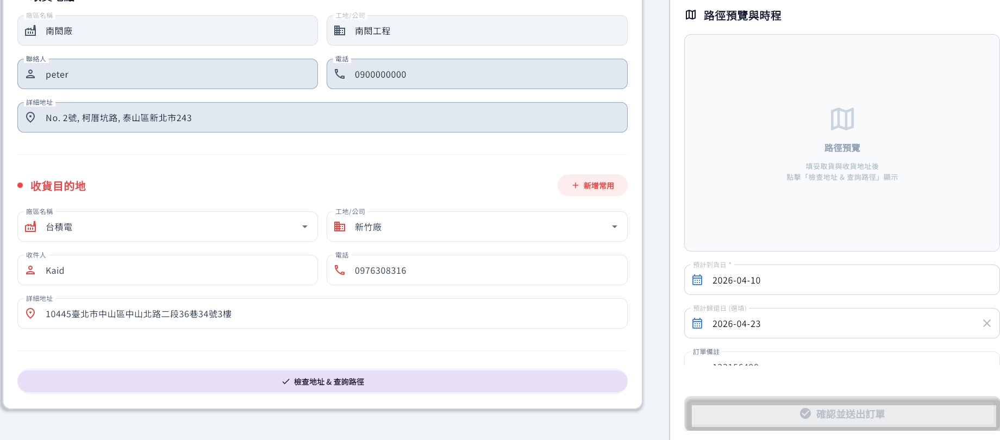 廠區名稱
南閎廠
工地/公司
南閎工程
聯絡人
peter
電話
0900000000
詳細地址
No. 2號, 柯厝坑路, 泰山區新北市243
收貨目的地
+ 新增常用
廠區名稱
台積電
工地/公司
新竹廠
收件人
Kaid
電話
0976308316
詳細地址
10445臺北市中山區中山北路二段36巷34號3樓
檢查地址 & 查詢路徑
路徑預覽與時程
路徑預覽
填妥取貨與收貨地址後
點擊「檢查地址 & 查詢路徑」顯示
預計到貨日 *
2026-04-10
預計歸還日 (選填)
2026-04-23
訂單備註
確認並送出訂單